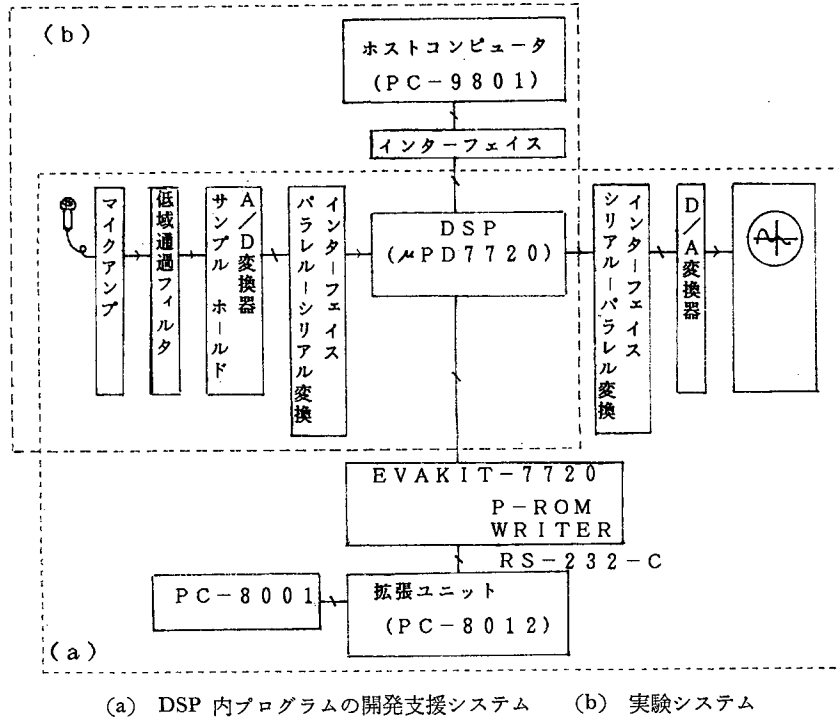 (b)
ホストコンピュータ
(PC-9801)
インターフェイス
マイクアンプ
低域通過フィルタ
A/D変換器
サンプル ホールド
インターフェイス
パラレル-シリアル変換
DSP
(μPD7720)
インターフェイス
シリアル-パラレル変換
D/A変換器
EVAKIT-7720
P-ROM
WRITER
RS-232-C
PC-8001
拡張ユニット
(PC-8012)
(a)
(a) DSP 内プログラムの開発支援システム (b) 実験システム